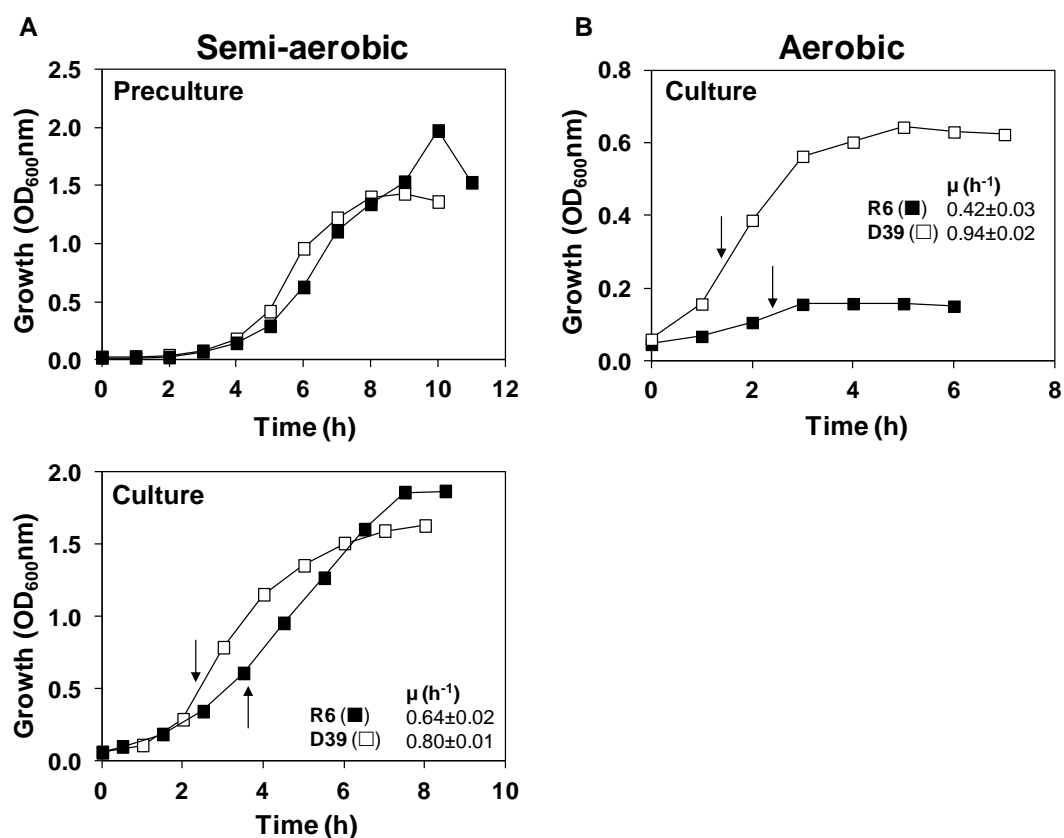 A
Semi-aerobic
Preculture
Growth (OD600nm)
2.5
2.0
1.5
1.0
0.5
0.0
0 2 4 6 8 10 12
Time (h)
B
Aerobic
Culture
Growth (OD600nm)
0.8
0.6
0.4
0.2
0.0
µ (h-1)
R6 (■) 0.42±0.03
D39 (□) 0.94±0.02
0 2 4 6 8
Time (h)
Culture
Growth (OD600nm)
2.0
1.5
1.0
0.5
0.0
µ (h-1)
R6 (■) 0.64±0.02
D39 (□) 0.80±0.01
0 2 4 6 8 10
Time (h)